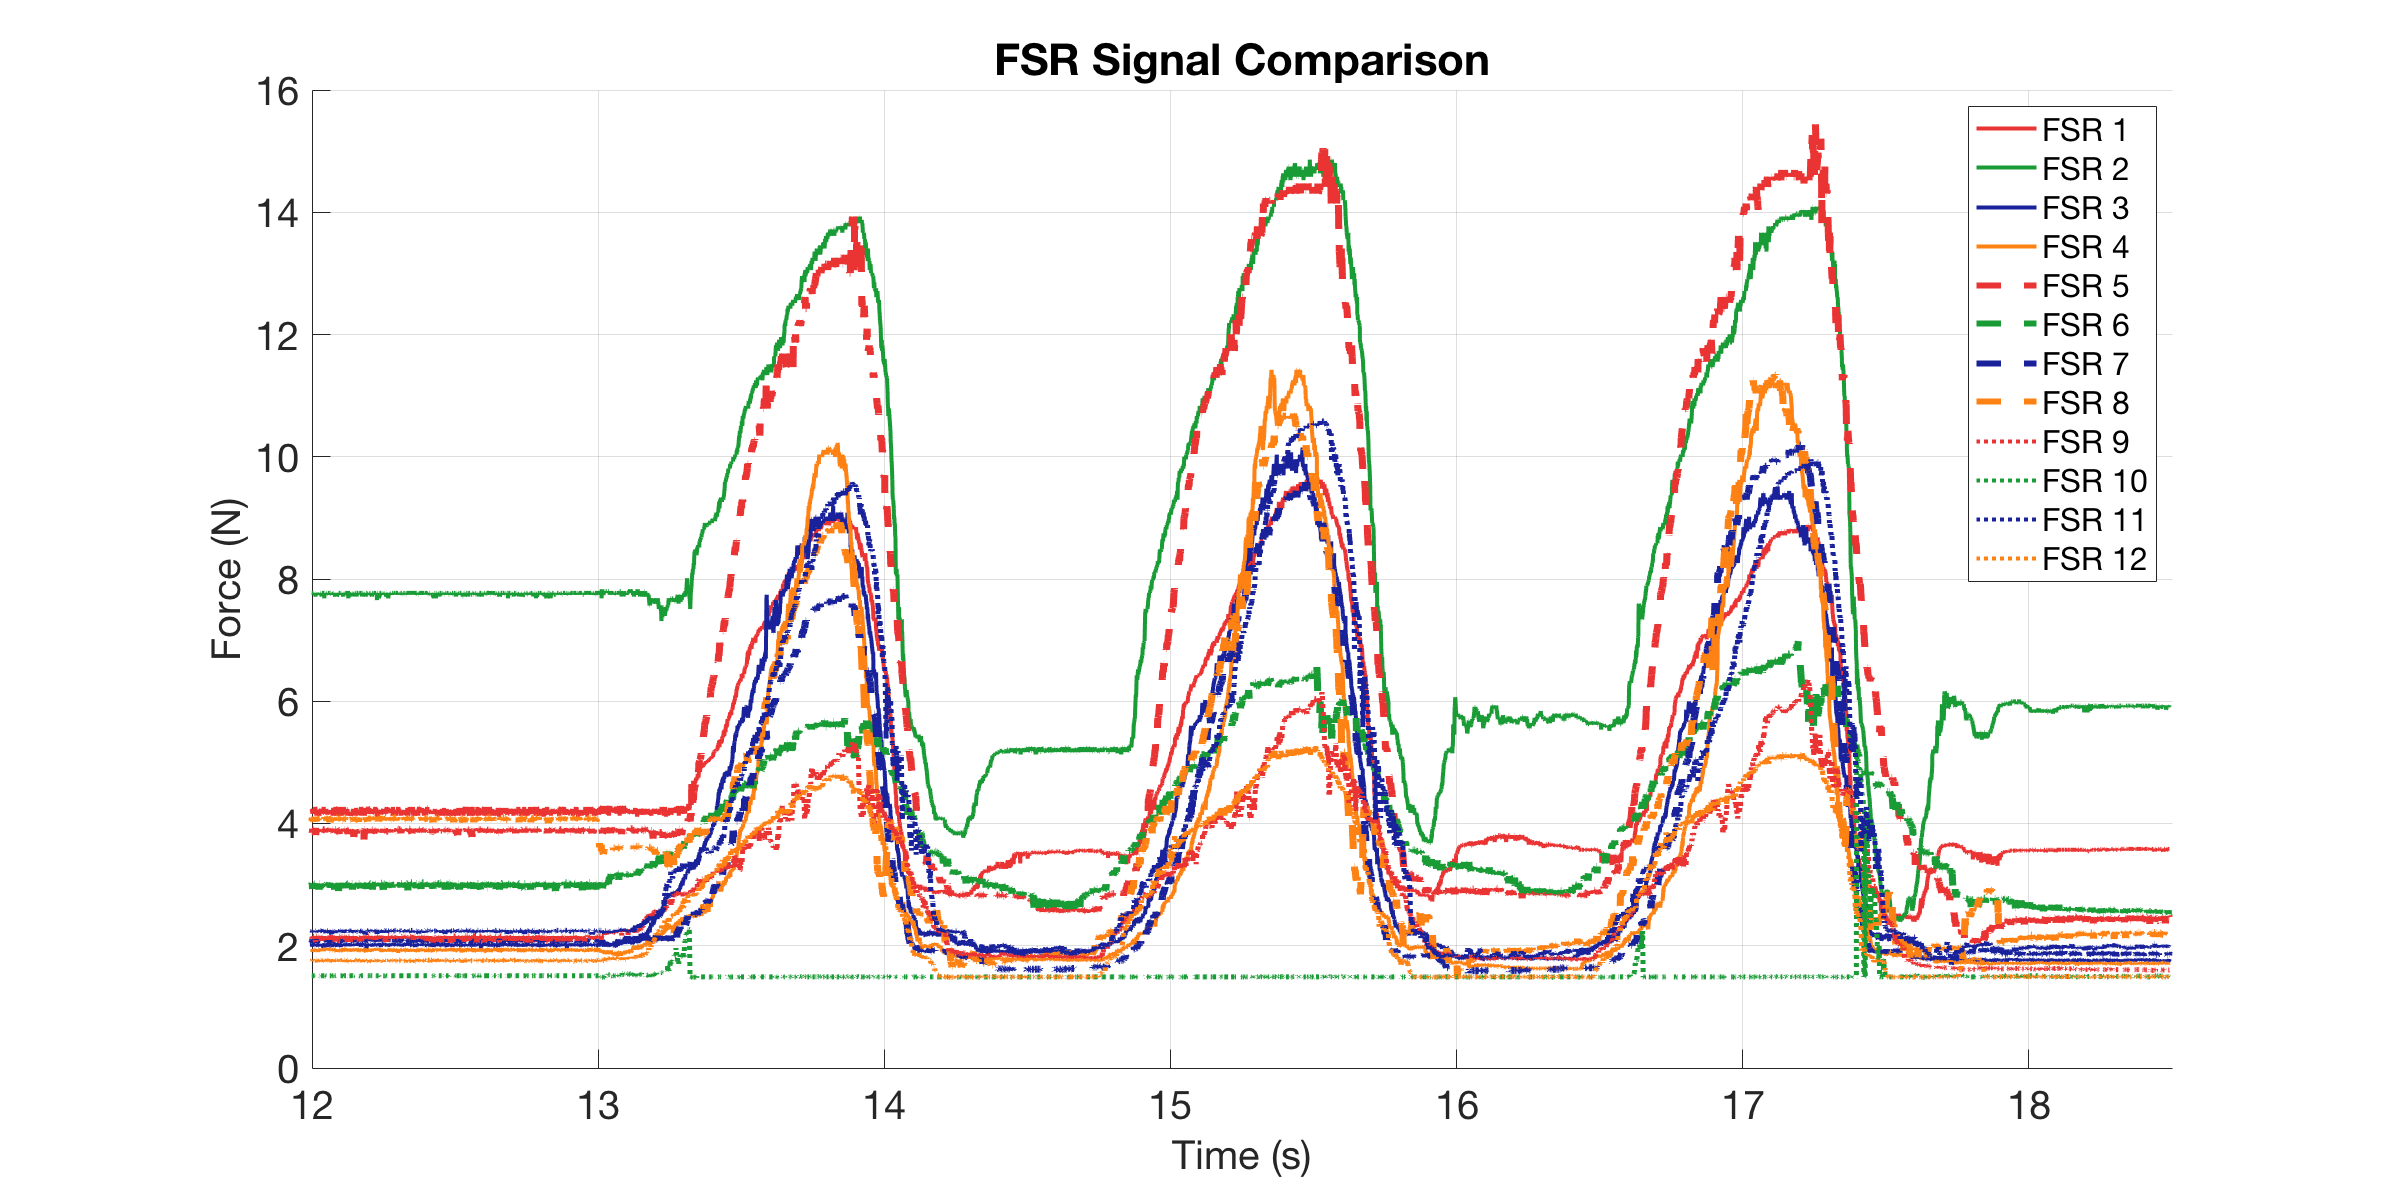 FSR Signal Comparison
16
14
12
10
8
6
4
2
0
Force (N)
12 13 14 15 16 17 18
Time (s)
FSR 1
FSR 2
FSR 3
FSR 4
FSR 5
FSR 6
FSR 7
FSR 8
FSR 9
FSR 10
FSR 11
FSR 12